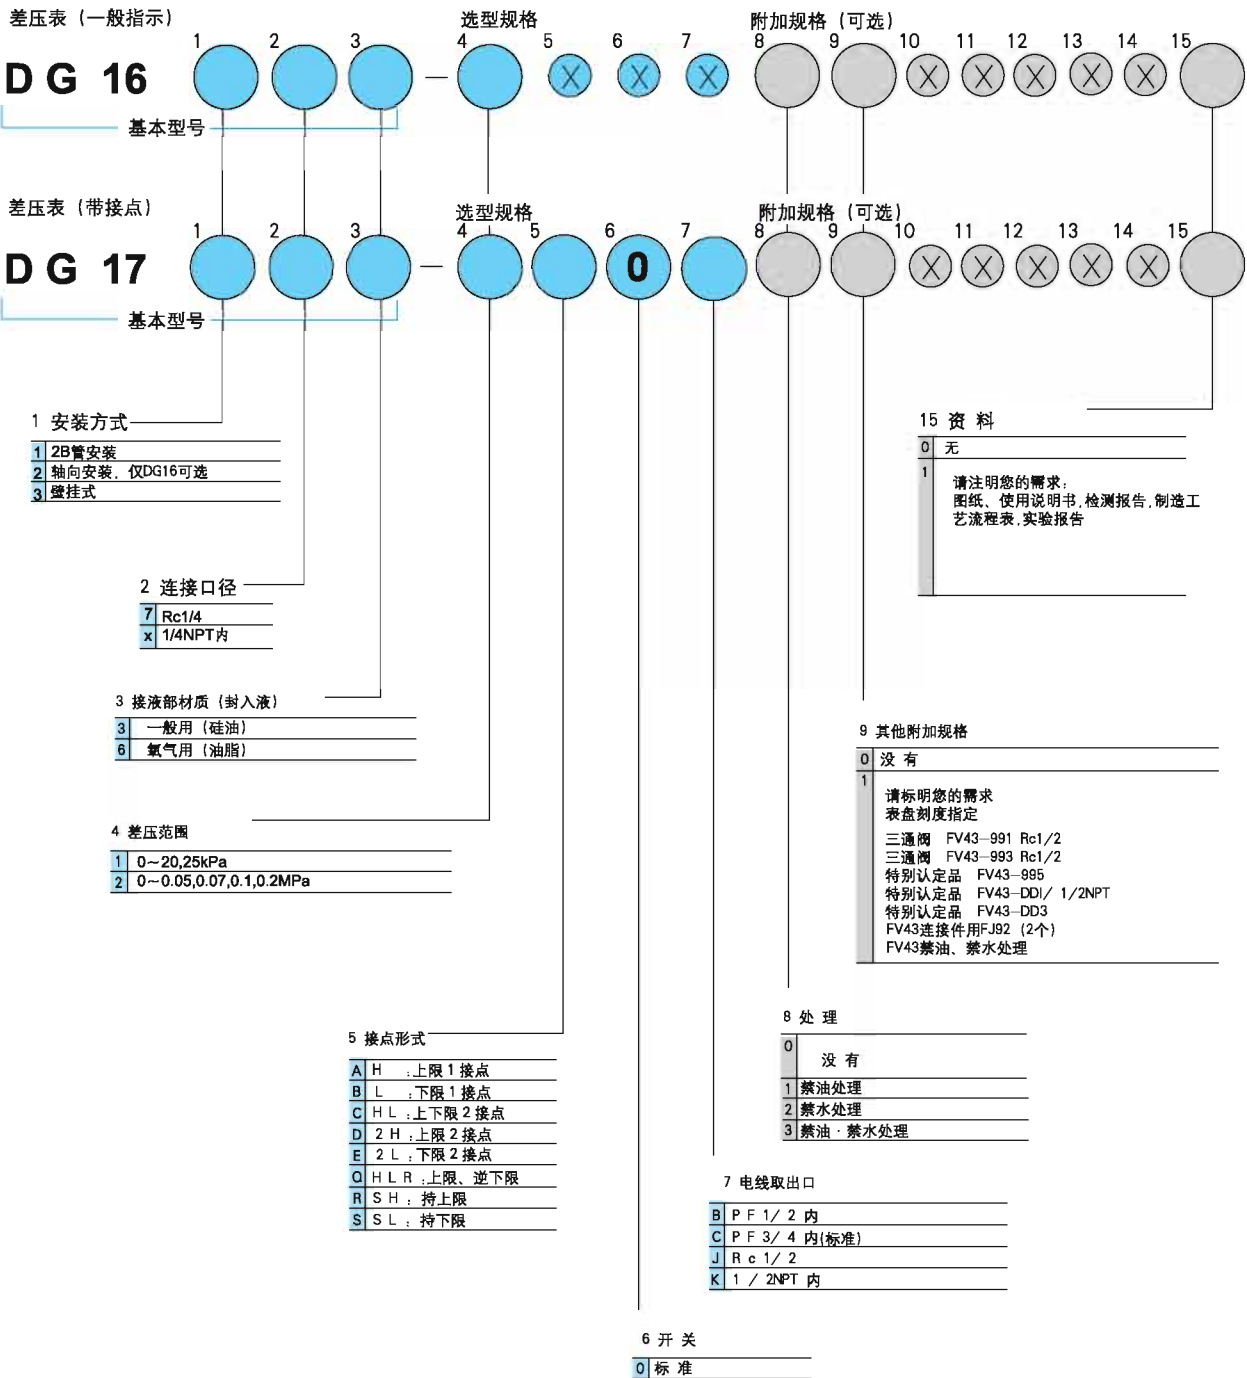 差压表（一般指示）
选型规格
附加规格（可选）
1 2 3 4 5 6 7 8 9 10 11 12 13 14 15
DG 16 — X X X X X X X X
基本型号
差压表（带接点）
选型规格
附加规格（可选）
1 2 3 4 5 6 7 8 9 10 11 12 13 14 15
DG 17 — 0 X X X X X
基本型号
1 安装方式
1 2B管安装
2 轴向安装，仅DG16可选
3 壁挂式
15 资 料
0 无
1
请注明您的需求：
图纸、使用说明书,检测报告,制造工
艺流程表,实验报告
2 连接口径
7 Rc1/4
x 1/4NPT内
3 接液部材质（封入液）
3 一般用（硅油）
6 氧气用（油脂）
9 其他附加规格
0 没 有
1
请标明您的需求
表盘刻度指定
三通阀 FV43-991 Rc1/2
三通阀 FV43-993 Rc1/2
特别认定品 FV43-995
特别认定品 FV43-DDI/ 1/2NPT
特别认定品 FV43-DD3
FV43连接件用FJ92（2个）
FV43禁油、禁水处理
4 差压范围
1 0~20,25kPa
2 0~0.05,0.07,0.1,0.2MPa
8 处 理
0 没 有
1 禁油处理
2 禁水处理
3 禁油·禁水处理
5 接点形式
A H ：上限1接点
B L ：下限1接点
C HL：上下限2接点
D 2H：上限2接点
E 2L：下限2接点
Q HLR：上限、逆下限
R SH：持上限
S SL：持下限
7 电线取出口
B PF1/2内
C PF3/4内(标准)
J Rc1/2
K 1/2NPT内
6 开 关
0 标 准